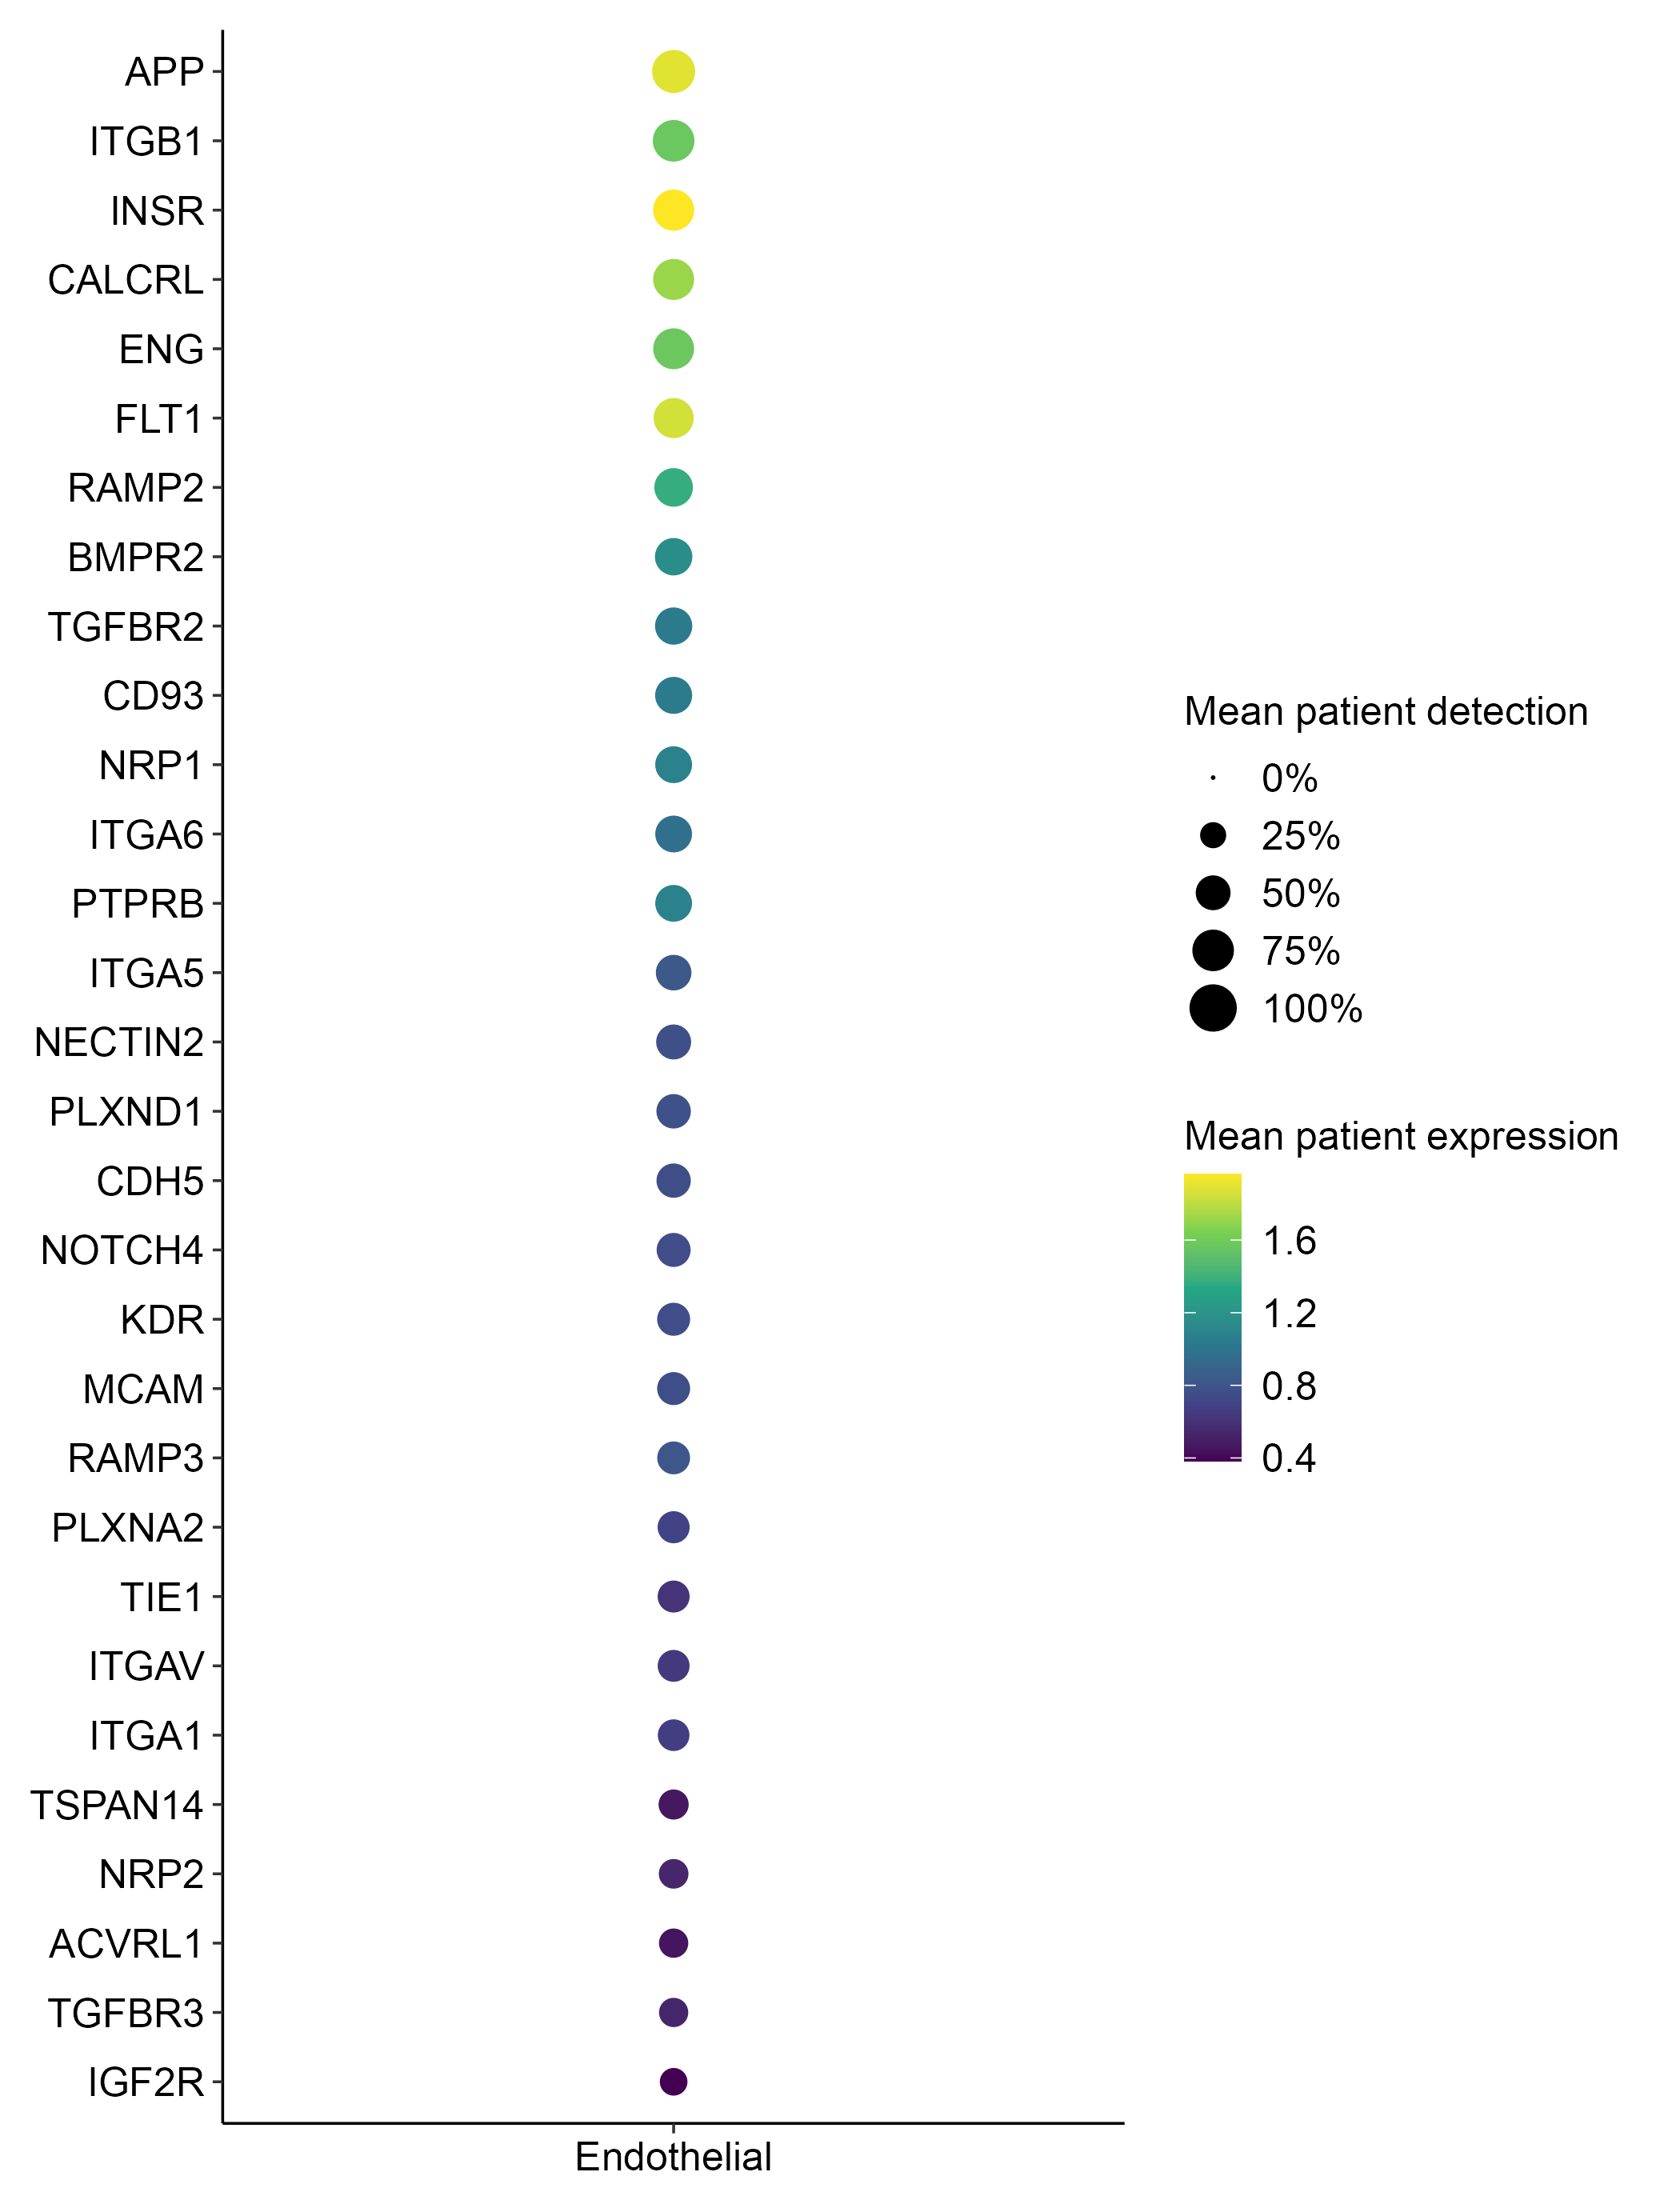 APP
ITGB1
INSR
CALCRL
ENG
FLT1
RAMP2
BMPR2
TGFBR2
CD93
NRP1
ITGA6
PTPRB
ITGA5
NECTIN2
PLXND1
CDH5
NOTCH4
KDR
MCAM
RAMP3
PLXNA2
TIE1
ITGAV
ITGA1
TSPAN14
NRP2
ACVRL1
TGFBR3
IGF2R
Endothelial
Mean patient detection
0%
25%
50%
75%
100%
Mean patient expression
1.6
1.2
0.8
0.4